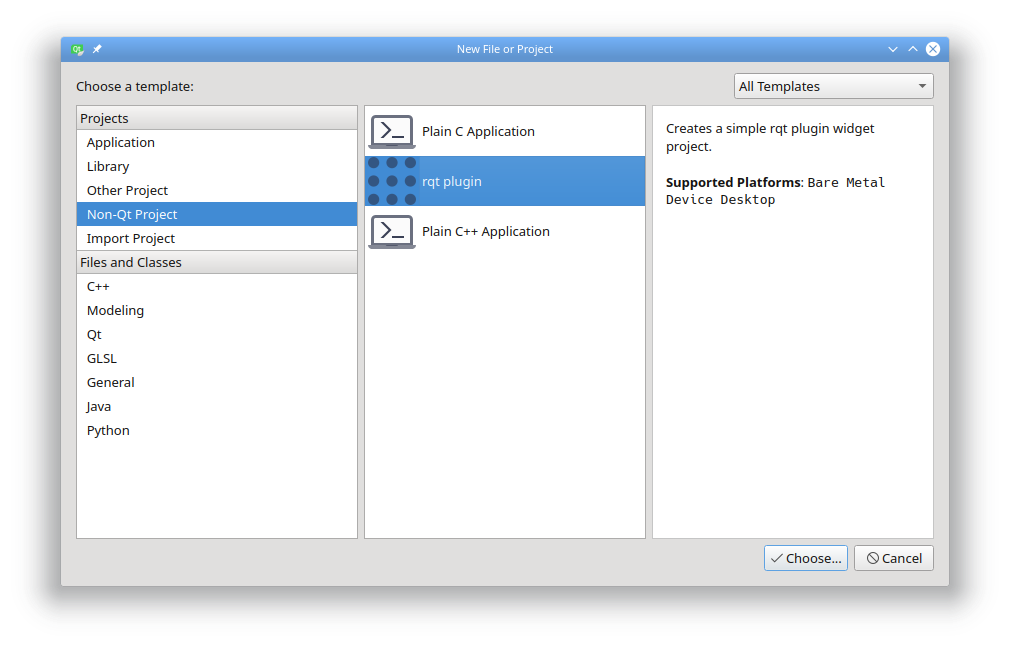 New File or Project
Choose a template:
All Templates
Projects
Application
Library
Other Project
Non-Qt Project
Import Project
Files and Classes
C++
Modeling
Qt
GLSL
General
Java
Python
Plain C Application
rqt plugin
Plain C++ Application
Creates a simple rqt plugin widget
project.
Supported Platforms: Bare Metal
Device Desktop
Choose...
Cancel